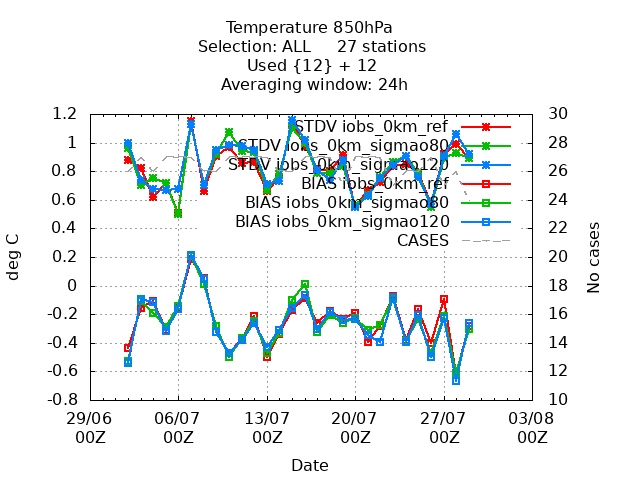 Temperature 850hPa
Selection: ALL 27 stations
Used {12} + 12
Averaging window: 24h
1.2
1
0.8
0.6
0.4
0.2
0
-0.2
-0.4
-0.6
-0.8
deg C
30
28
26
24
22
20
18
16
14
12
10
No cases
STDV iobs_0km_ref
STDV iobs_0km_sigmao80
STDV iobs_0km_sigmao120
BIAS iobs_0km_ref
BIAS iobs_0km_sigmao80
BIAS iobs_0km_sigmao120
CASES
29/06 06/07 13/07 20/07 27/07 03/08
00Z 00Z 00Z 00Z 00Z 00Z
Date